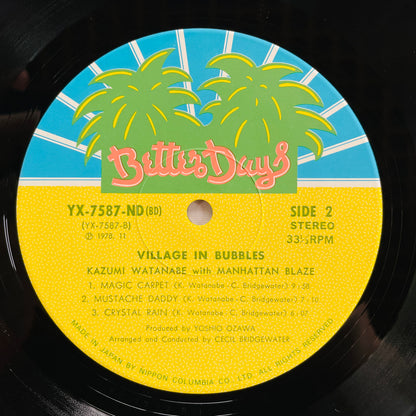 Better Days
YX-7587-ND(BD)
(YX-7587-B)
℗ 1978. 11
SIDE 2
STEREO
33⅓RPM
VILLAGE IN BUBBLES
KAZUMI WATANABE with MANHATTAN BLAZE
1. MAGIC CARPET (K. Watanabe-C. Bridgewater) 9:58
2. MUSTACHE DADDY (K. Watanabe-C. Bridgewater) 7:10
3. CRYSTAL RAIN (K. Watanabe-C. Bridgewater) 6:07
Produced by YOSHIO OZAWA
Arranged and Conducted by CECIL BRIDGEWATER
MADE IN JAPAN BY NIPPON COLUMBIA CO. LTD. ALL RIGHTS RESERVED.